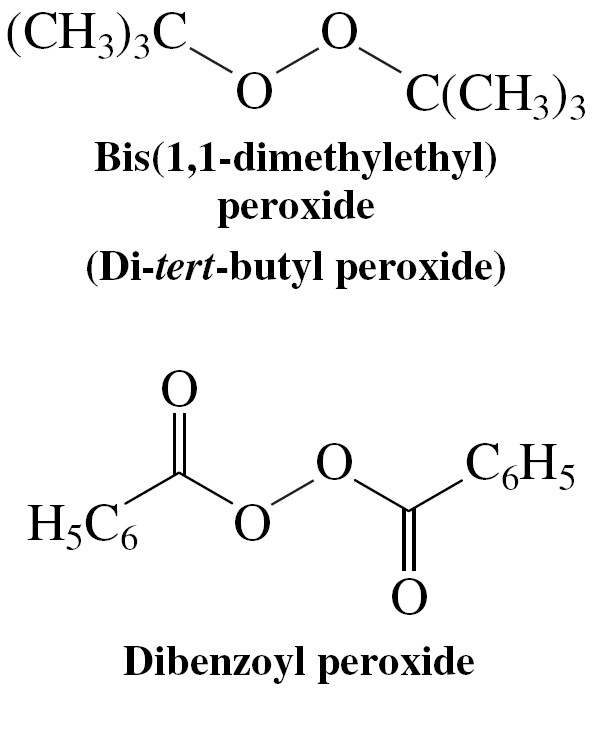 (CH₃)₃C O O C(CH₃)₃
Bis(1,1-dimethylethyl)
peroxide
(Di-tert-butyl peroxide)
O
O C₆H₅
H₅C₆ O
O
Dibenzoyl peroxide